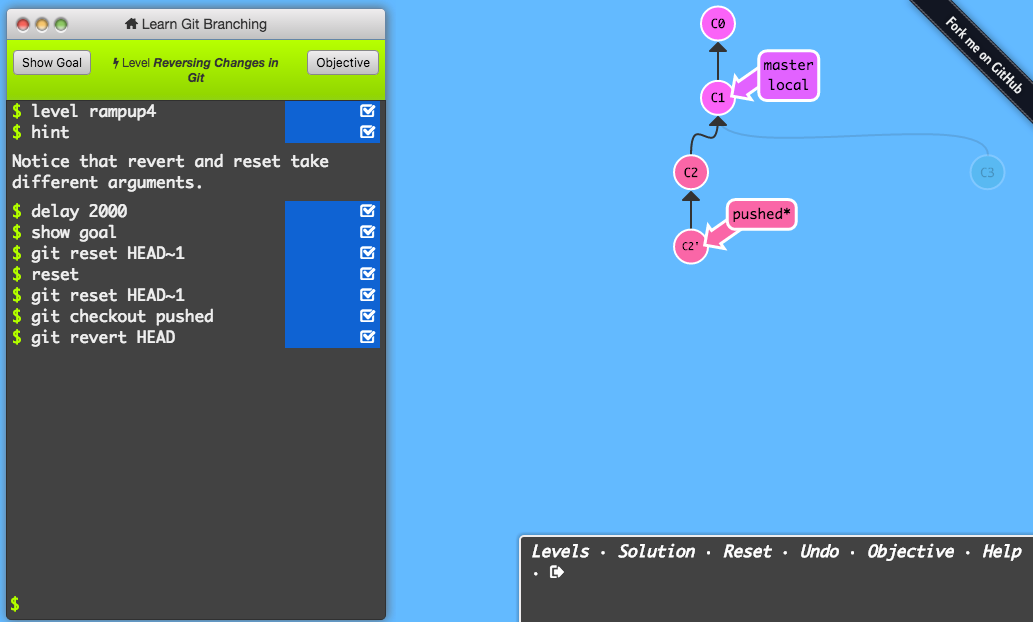 Learn Git Branching
Show Goal
Level Reversing Changes in
Git
Objective
$ level rampup4
$ hint
Notice that revert and reset take
different arguments.
$ delay 2000
$ show goal
$ git reset HEAD~1
$ reset
$ git reset HEAD~1
$ git checkout pushed
$ git revert HEAD
$
C0
master
local
C1
C2
C3
pushed*
C2'
Fork me on GitHub
Levels · Solution · Reset · Undo · Objective · Help
·